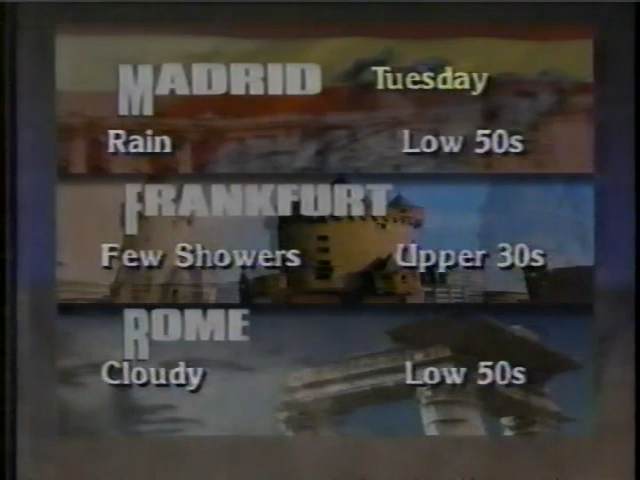 MADRID Tuesday
Rain Low 50s
FRANKFURT
Few Showers Upper 30s
ROME
Cloudy Low 50s